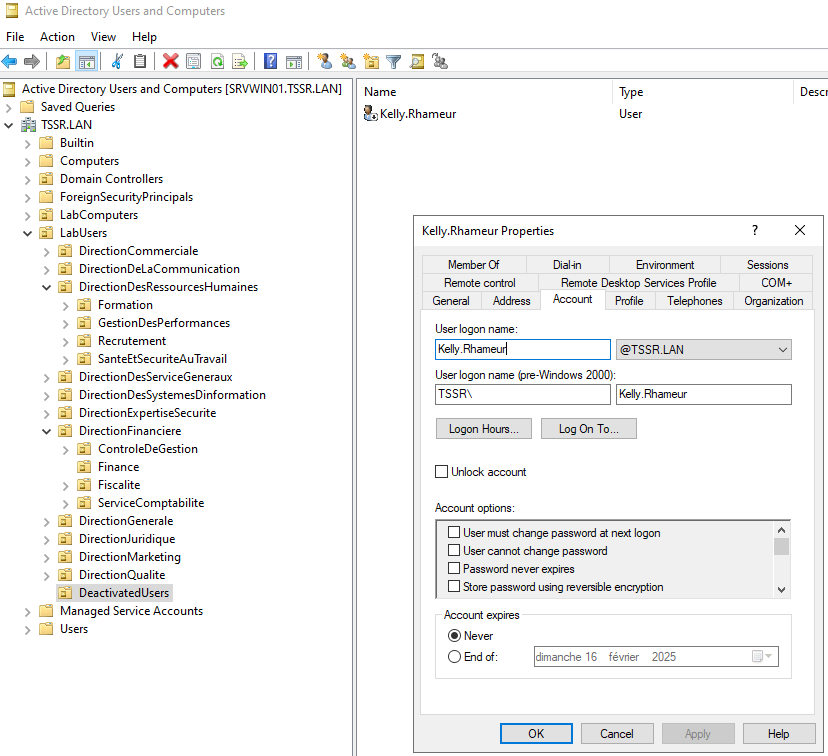 Active Directory Users and Computers
File Action View Help
Active Directory Users and Computers [SRVWIN01.TSSR.LAN]
Saved Queries
TSSR.LAN
Builtin
Computers
Domain Controllers
ForeignSecurityPrincipals
LabComputers
LabUsers
DirectionCommerciale
DirectionDeLaCommunication
DirectionDesRessourcesHumaines
Formation
GestionDesPerformances
Recrutement
SanteEtSecuriteAuTravail
DirectionDesServiceGeneraux
DirectionDesSystemesDinformation
DirectionExpertiseSecurite
DirectionFinanciere
ControleDeGestion
Finance
Fiscalite
ServiceComptabilite
DirectionGenerale
DirectionJuridique
DirectionMarketing
DirectionQualite
DeactivatedUsers
Managed Service Accounts
Users
Name Type Descr
Kelly.Rhameur User
Kelly.Rhameur Properties ?
Member Of Dial-in Environment Sessions
Remote control Remote Desktop Services Profile COM+
General Address Account Profile Telephones Organization
User logon name:
Kelly.Rhameur @TSSR.LAN
User logon name (pre-Windows 2000):
TSSR\ Kelly.Rhameur
Logon Hours... Log On To...
Unlock account
Account options:
User must change password at next logon
User cannot change password
Password never expires
Store password using reversible encryption
Account expires
Never
End of: dimanche 16 février 2025
OK Cancel Apply Help